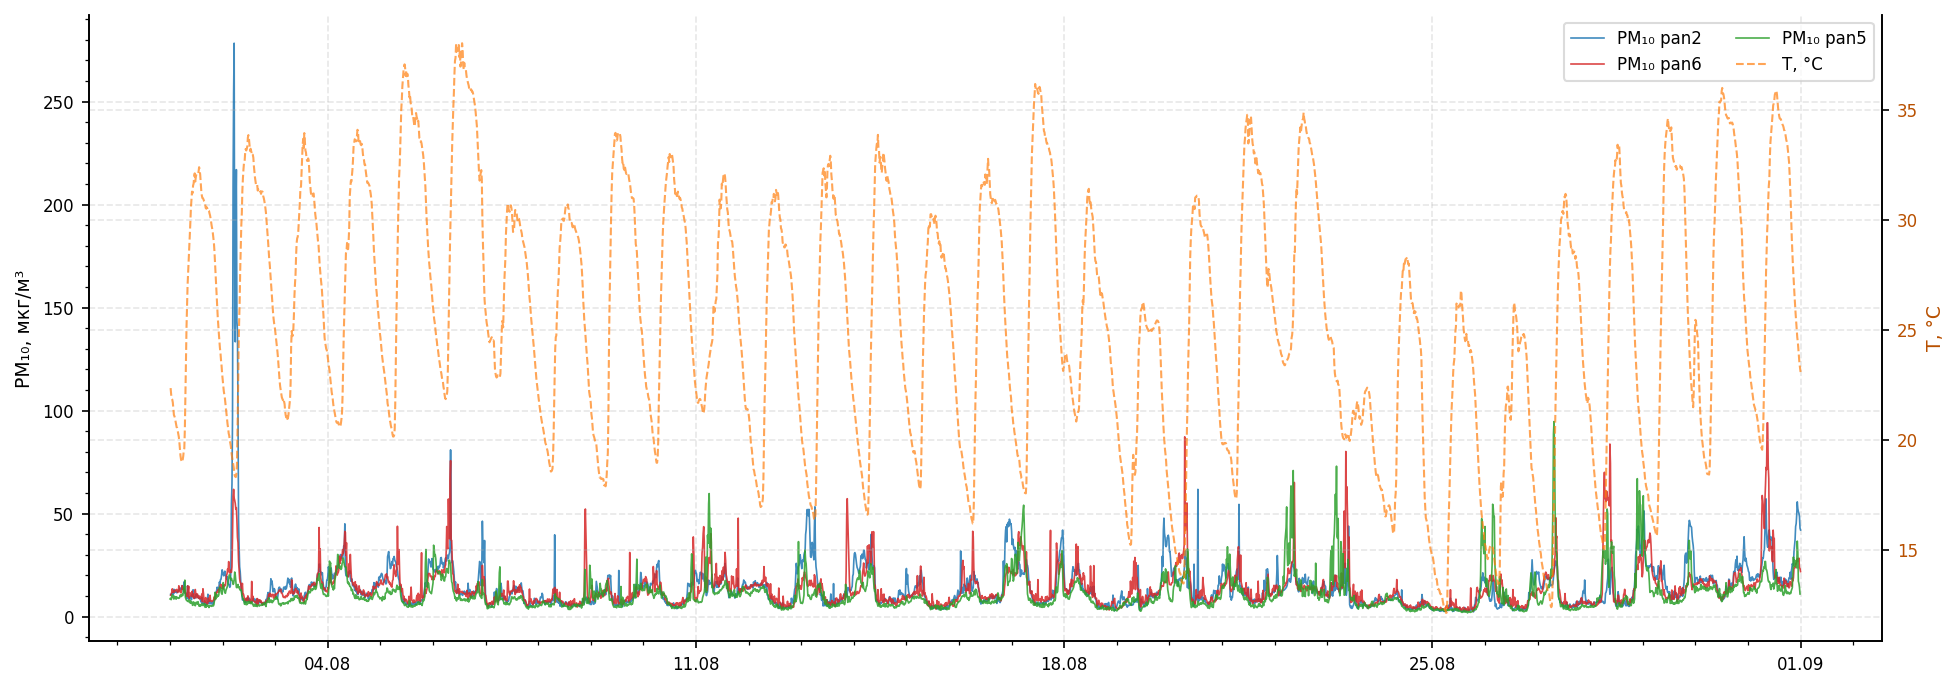 PM₁₀ pan2
PM₁₀ pan6
PM₁₀ pan5
T, °C
PM₁₀, мкг/м³
250
200
150
100
50
0
35
30
25
20
15
T, °C
04.08
11.08
18.08
25.08
01.09